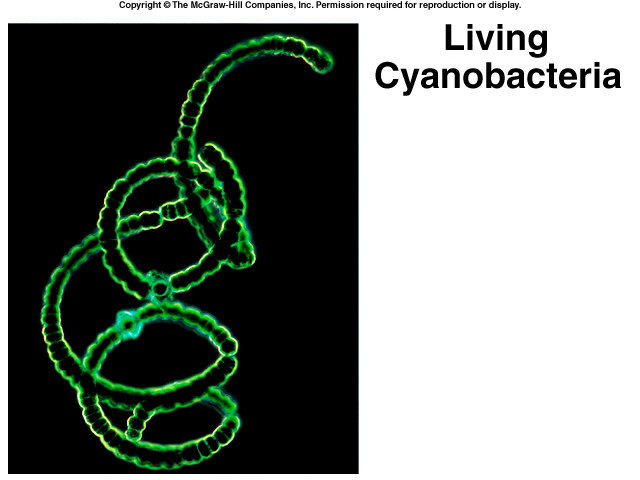 Copyright © The McGraw-Hill Companies, Inc. Permission required for reproduction or display.
Living
Cyanobacteria